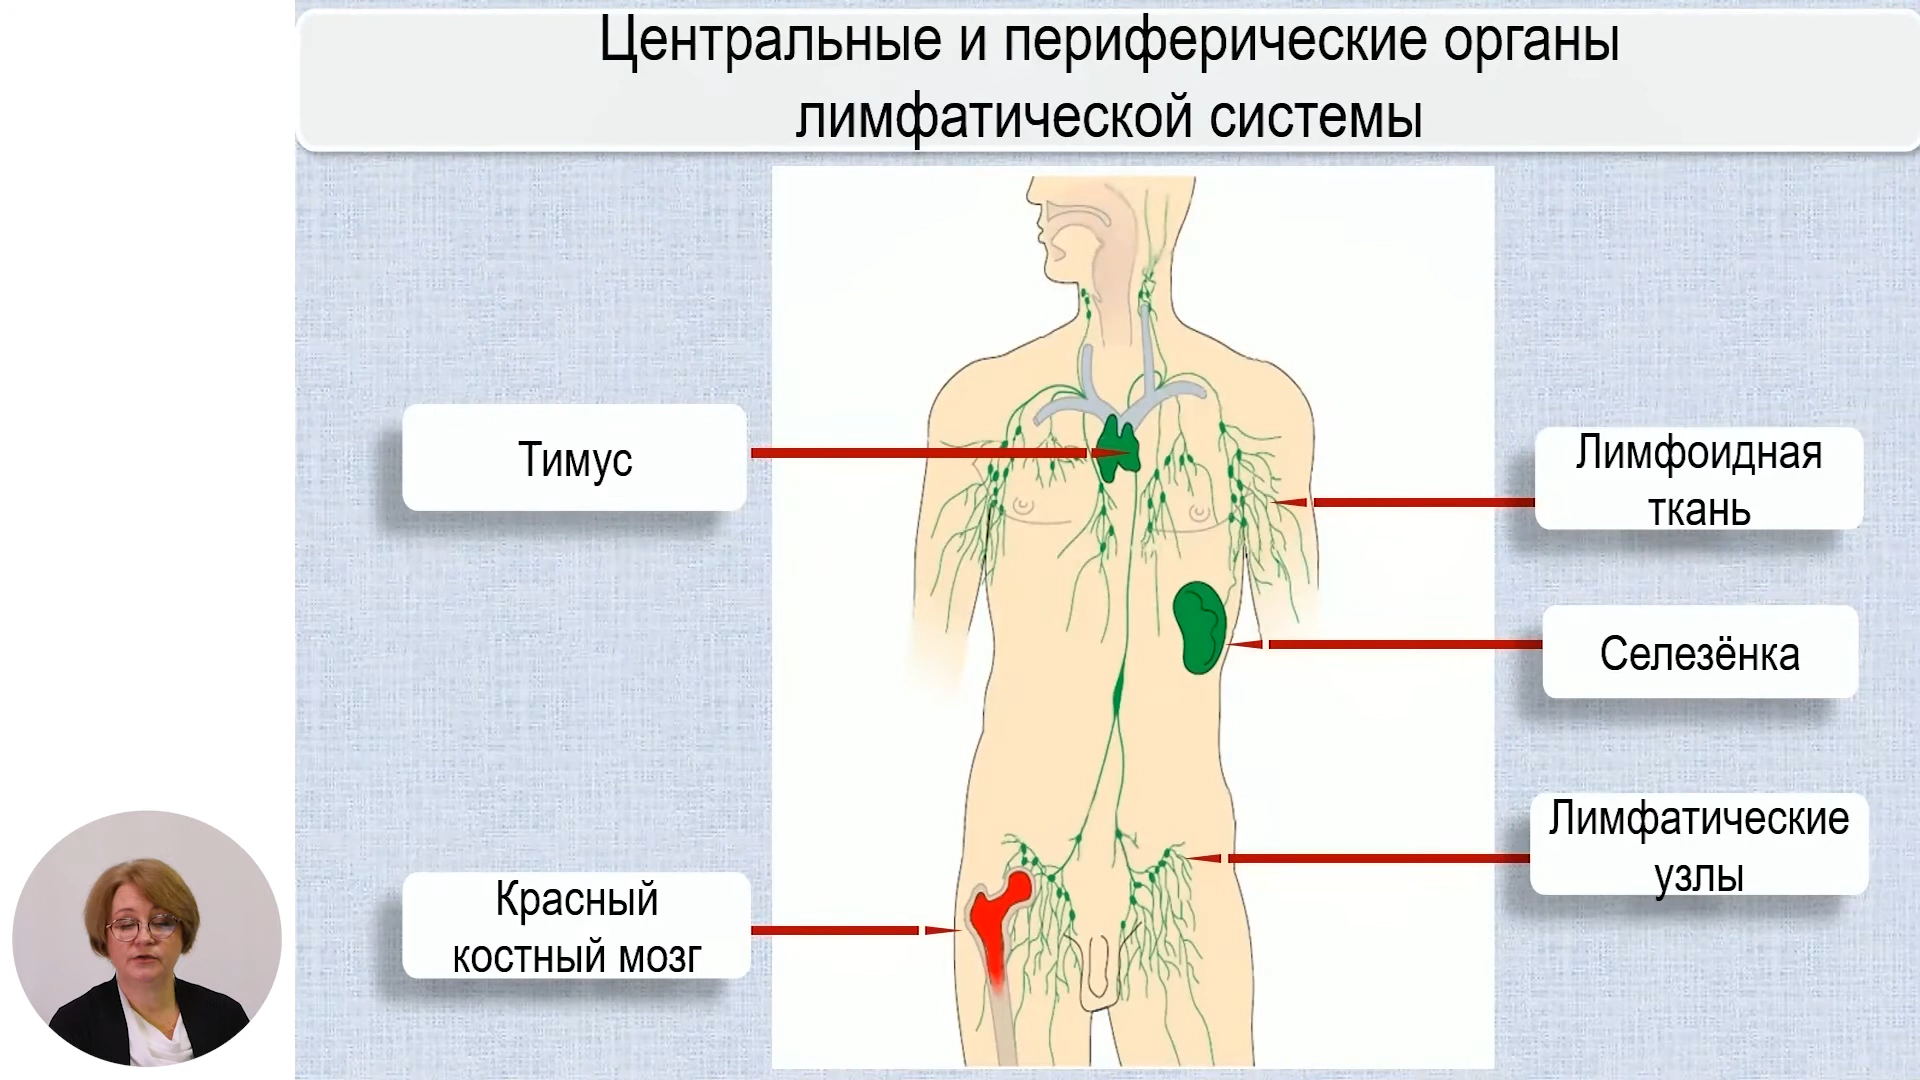 Центральные и периферические органы
лимфатической системы
Тимус
Красный
костный мозг
Лимфоидная
ткань
Селезёнка
Лимфатические
узлы